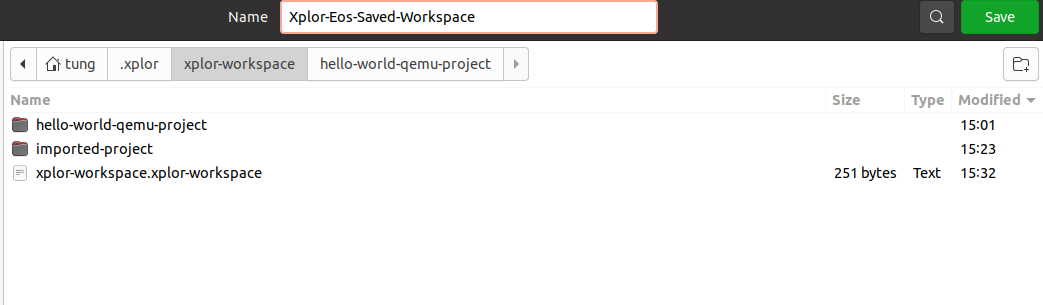 Name Xplor-Eos-Saved-Workspace Save
tung .xplor xplor-workspace hello-world-qemu-project
Name Size Type Modified
hello-world-qemu-project 15:01
imported-project 15:23
xplor-workspace.xplor-workspace 251 bytes Text 15:32